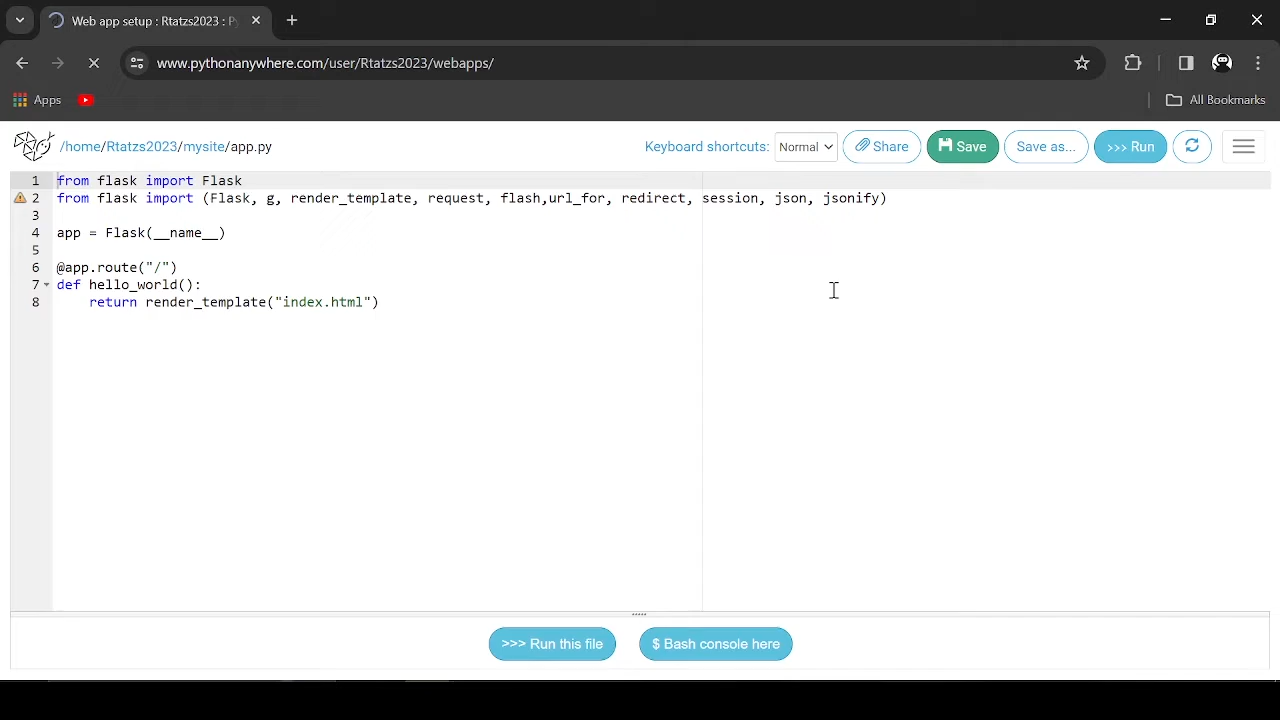 Web app setup : Rtatzs2023 : Py
www.pythonanywhere.com/user/Rtatzs2023/webapps/
Apps
All Bookmarks
/home/Rtatzs2023/mysite/app.py
Keyboard shortcuts: Normal Share Save Save as... >>> Run
1 from flask import Flask
2 from flask import (Flask, g, render_template, request, flash,url_for, redirect, session, json, jsonify)
3
4 app = Flask(__name__)
5
6 @app.route("/")
7 def hello_world():
8 return render_template("index.html")
>>> Run this file $ Bash console here